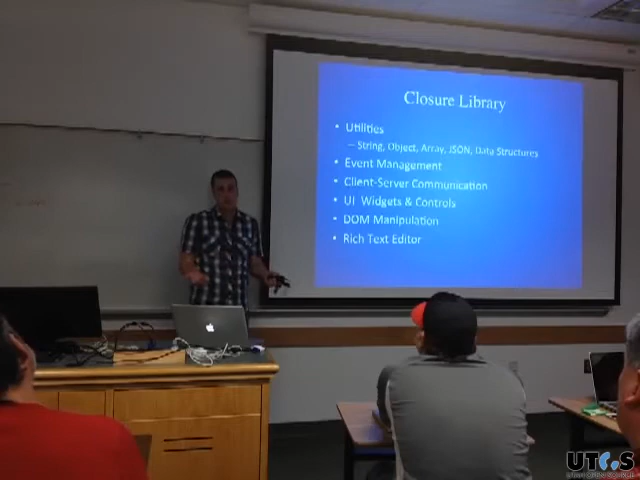 Closure Library
• Utilities
– String, Object, Array, JSON, Data Structures
• Event Management
• Client-Server Communication
• UI Widgets & Controls
• DOM Manipulation
• Rich Text Editor
UTOS